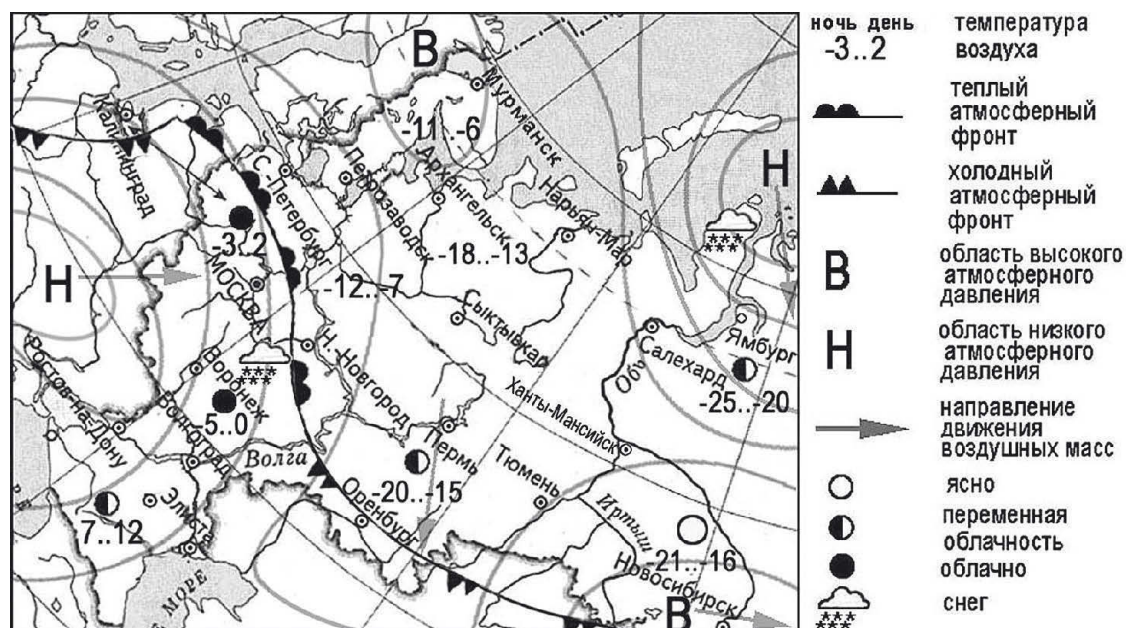 В
Мурманск
-11..-6
Калининград
С.-Петербург
Петрозаводск
Архангельск
Нарьян-Мар
Н
-3..2
-18..-13
Н
МОСКВА
-12..-7
Сыктывкар
Ямбург
Салехард
Обь
-25..-20
Ростов-на-Дону
Воронеж
-5..0
Н.-Новгород
Ханты-Мансийск
Волгоград
Волга
Пермь
Тюмень
-20..-15
Элиста
7..12
Оренбург
Иртыш
-21..-16
Новосибирск
МОРЕ
В
ночь день
-3..2
температура
воздуха
теплый
атмосферный
фронт
холодный
атмосферный
фронт
В
область высокого
атмосферного
давления
Н
область низкого
атмосферного
давления
направление
движения
воздушных масс
ясно
переменная
облачность
облачно
снег